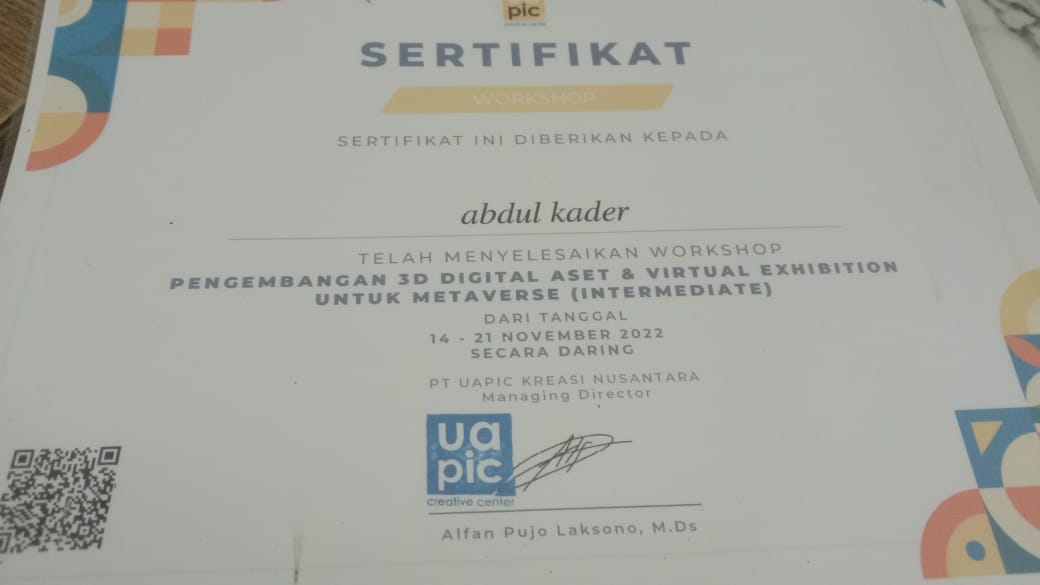 pic
creative center
SERTIFIKAT
WORKSHOP
SERTIFIKAT INI DIBERIKAN KEPADA
abdul kader
TELAH MENYELESAIKAN WORKSHOP
PENGEMBANGAN 3D DIGITAL ASET & VIRTUAL EXHIBITION
UNTUK METAVERSE (INTERMEDIATE)
DARI TANGGAL
14 - 21 NOVEMBER 2022
SECARA DARING
PT UAPIC KREASI NUSANTARA
Managing Director
ua
pic
creative center
Alfan Pujo Laksono, M.Ds